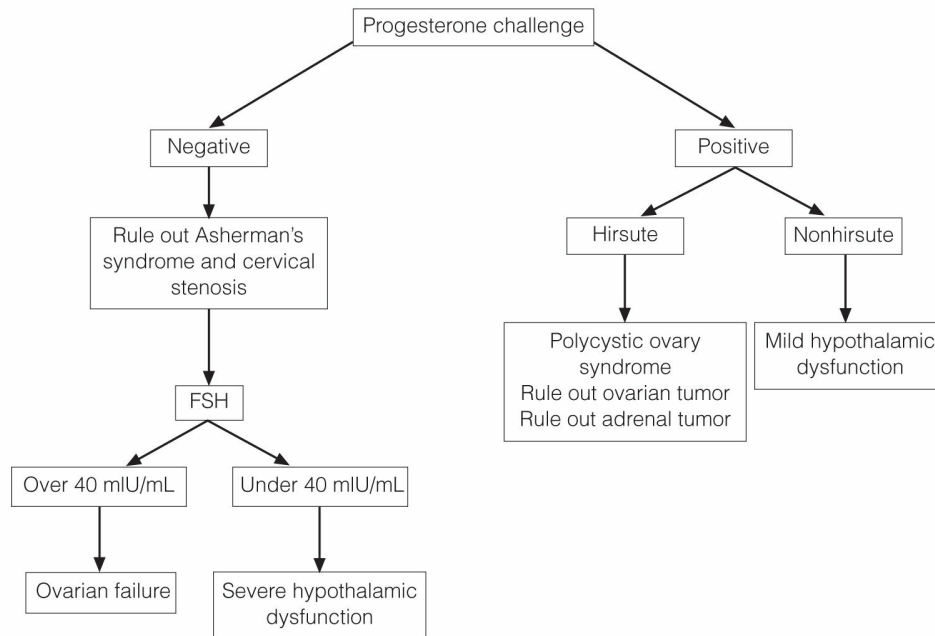 Progesterone challenge
Negative
Positive
Rule out Asherman's
syndrome and cervical
stenosis
Hirsute
Nonhirsute
Polycystic ovary
syndrome
Rule out ovarian tumor
Rule out adrenal tumor
Mild hypothalamic
dysfunction
FSH
Over 40 mIU/mL
Under 40 mIU/mL
Ovarian failure
Severe hypothalamic
dysfunction